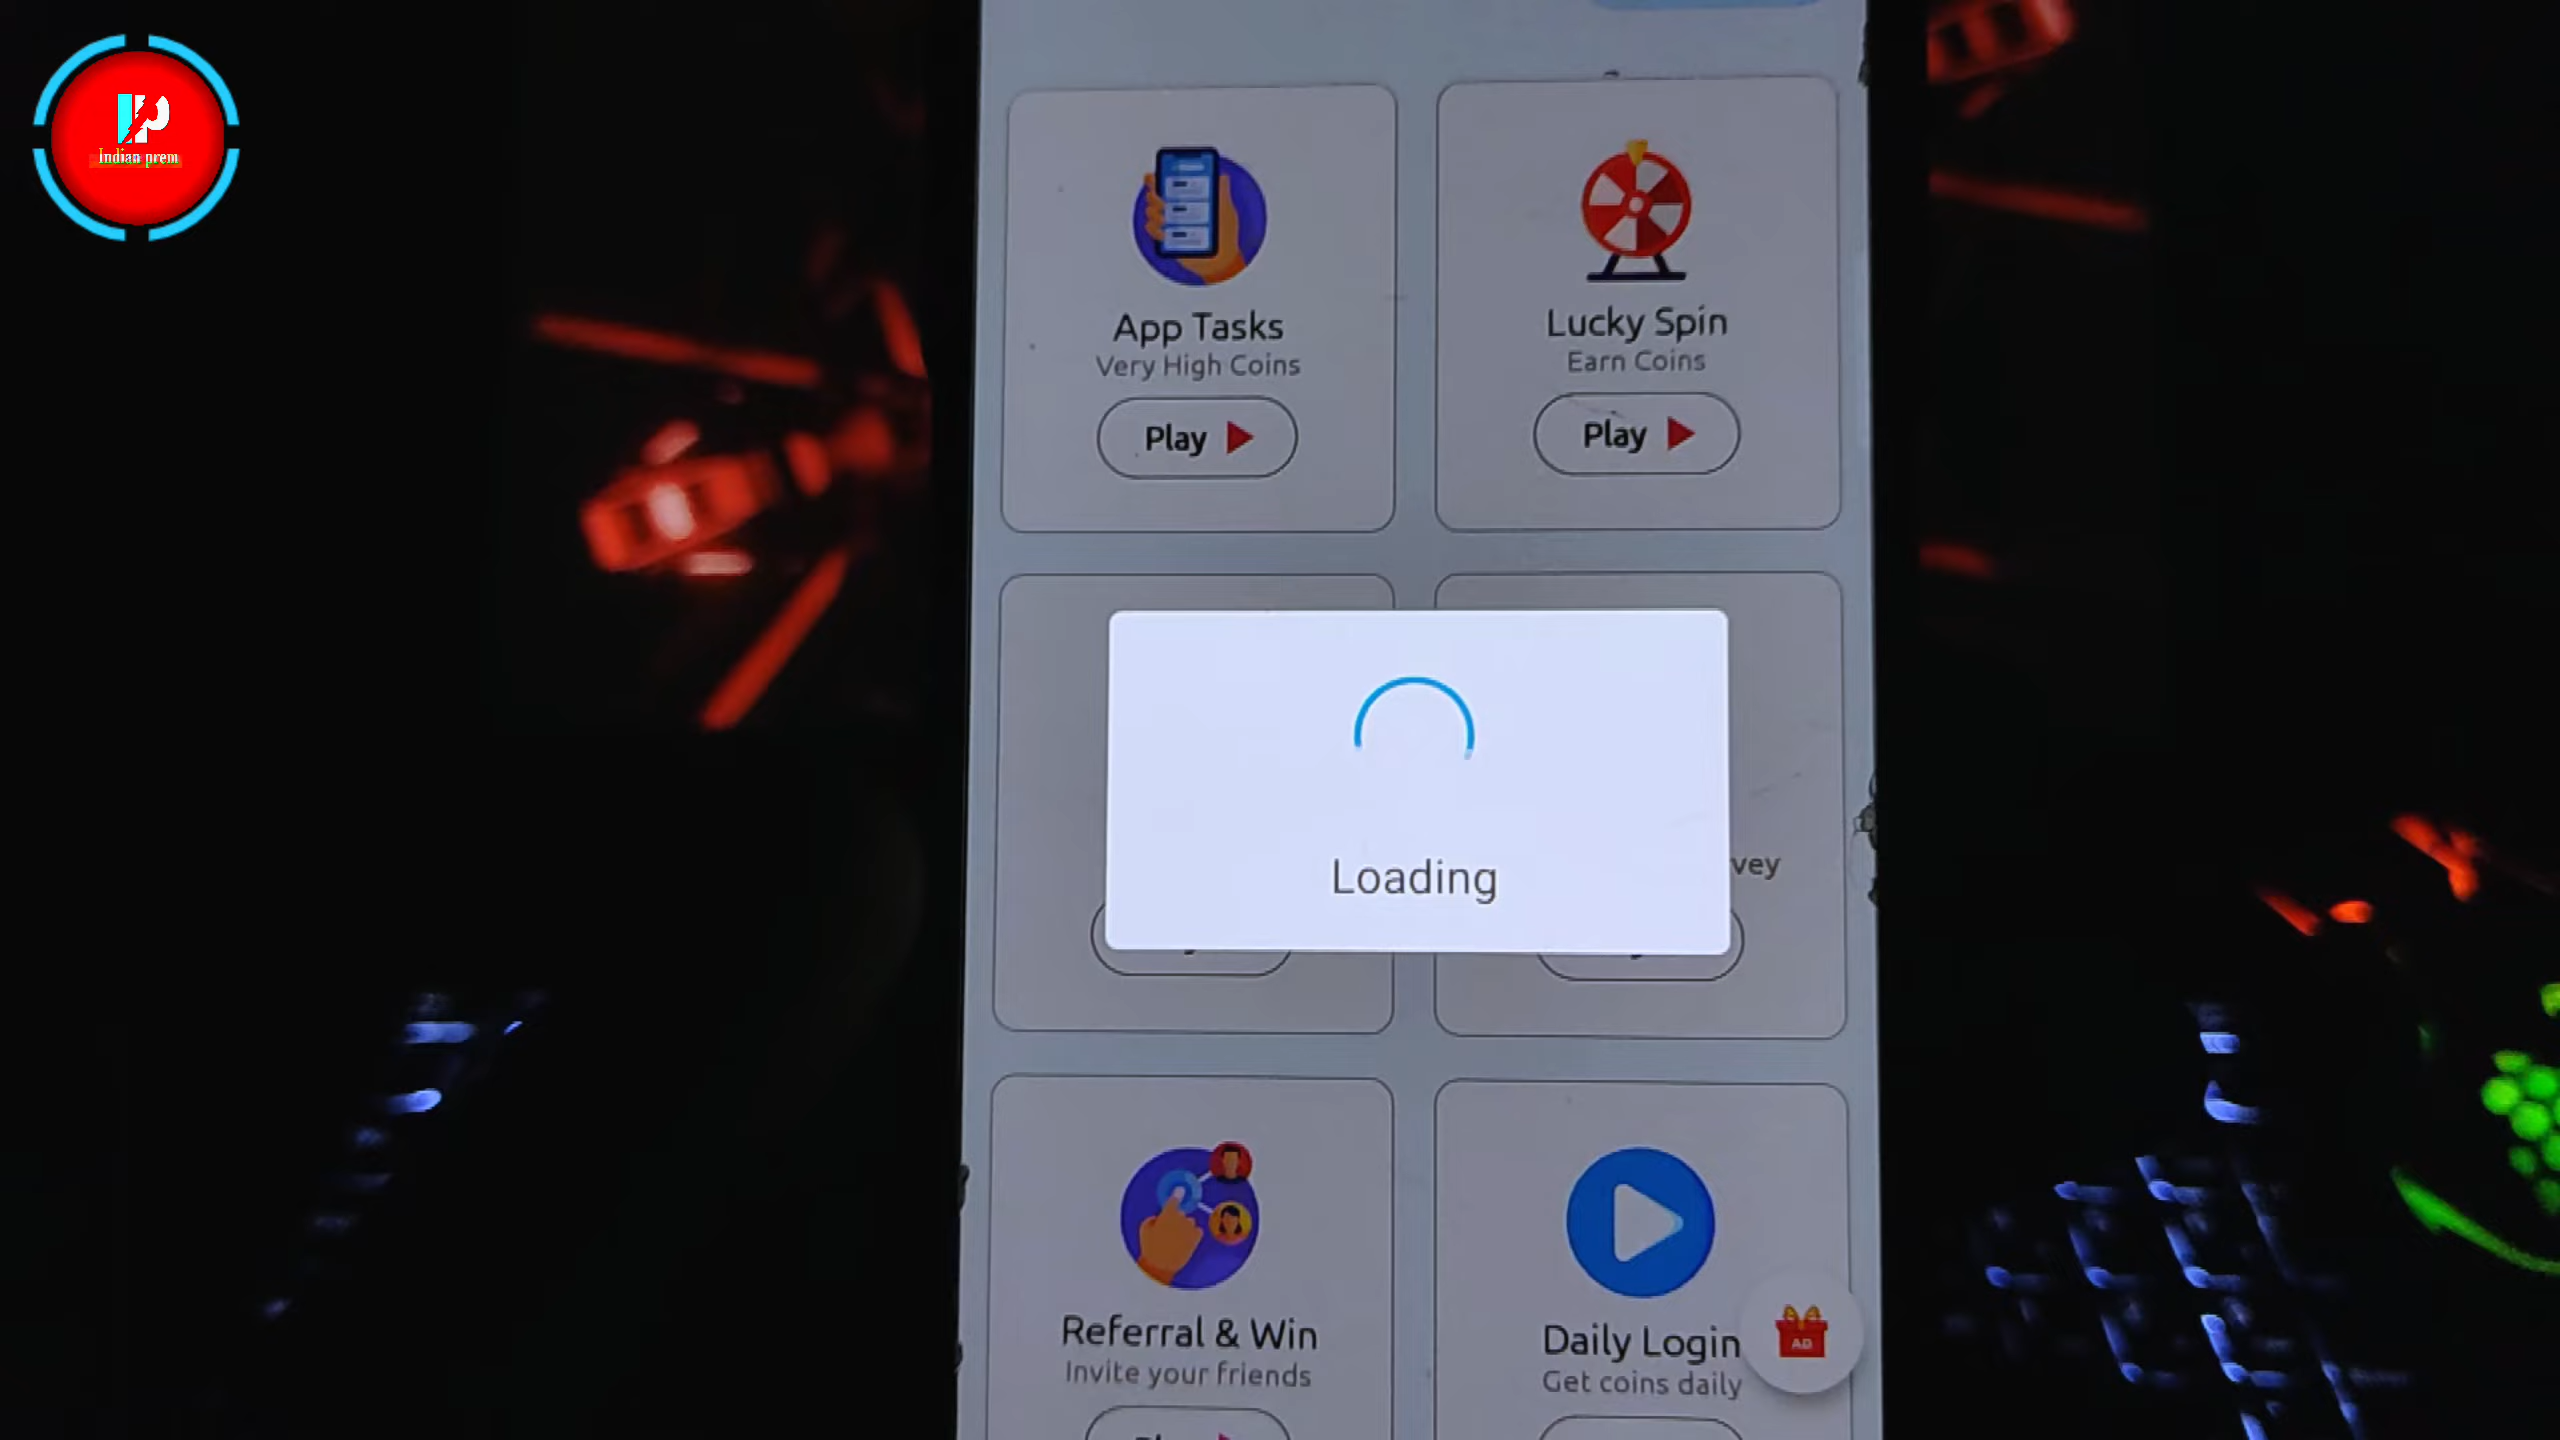 IP
Indian prem
App Tasks
Very High Coins
Play
Lucky Spin
Earn Coins
Play
Loading
vey
Referral & Win
Invite your friends
Daily Login
Get coins daily
AD